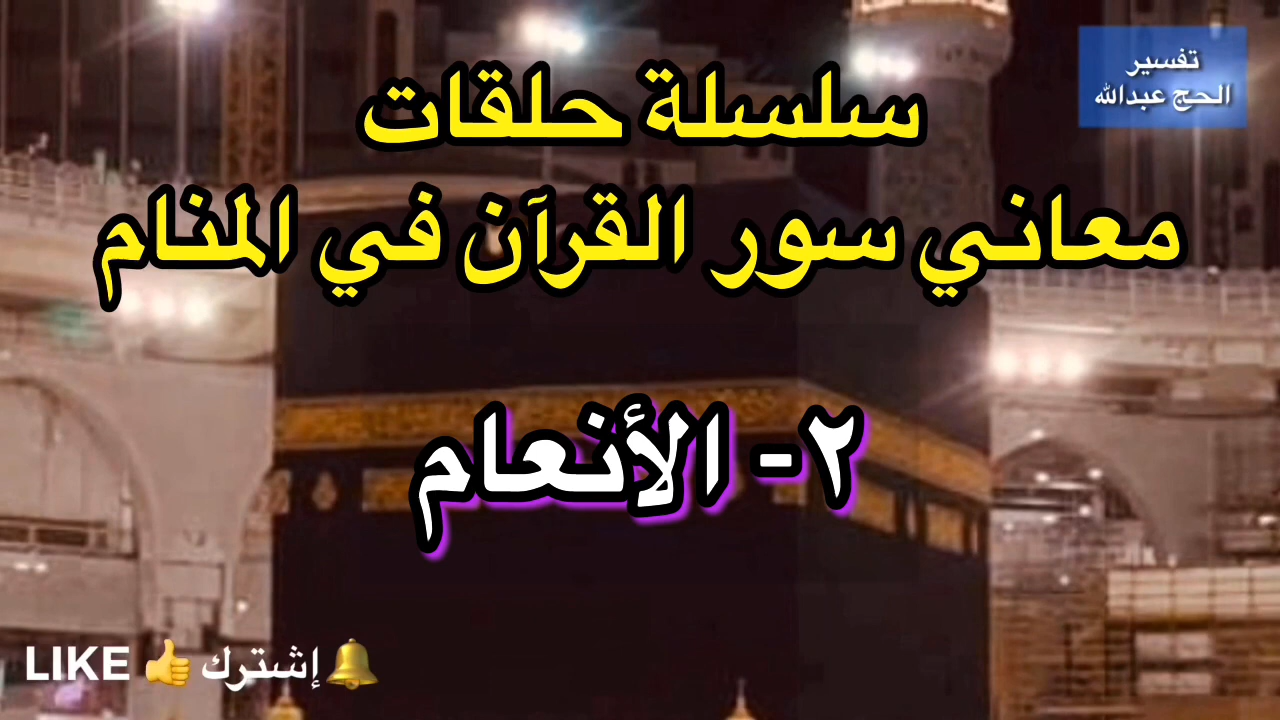 تفسير
الحج عبدالله
سلسلة حلقات
معاني سور القرآن في المنام
٢- الأنعام
LIKE 👍 إشترك 🔔